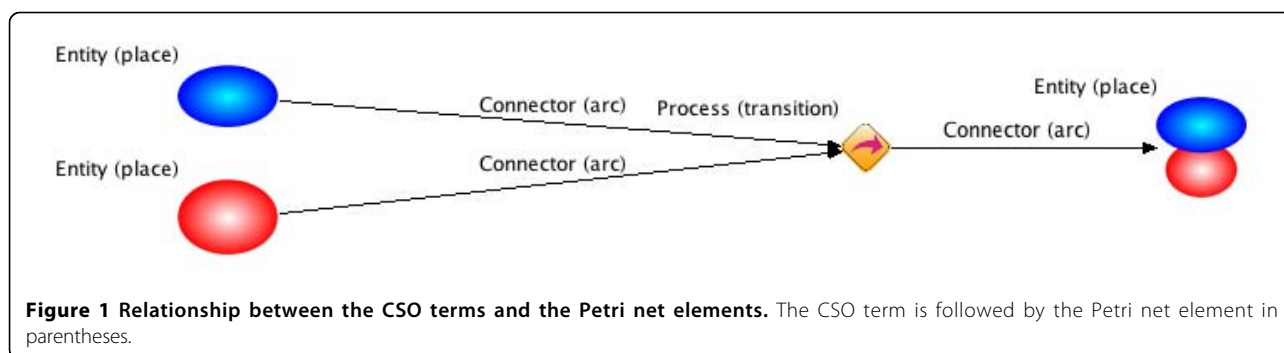 Entity (place)
Connector (arc)
Process (transition)
Entity (place)
Connector (arc)
Entity (place)
Connector (arc)
Figure 1 Relationship between the CSO terms and the Petri net elements. The CSO term is followed by the Petri net element in
parentheses.